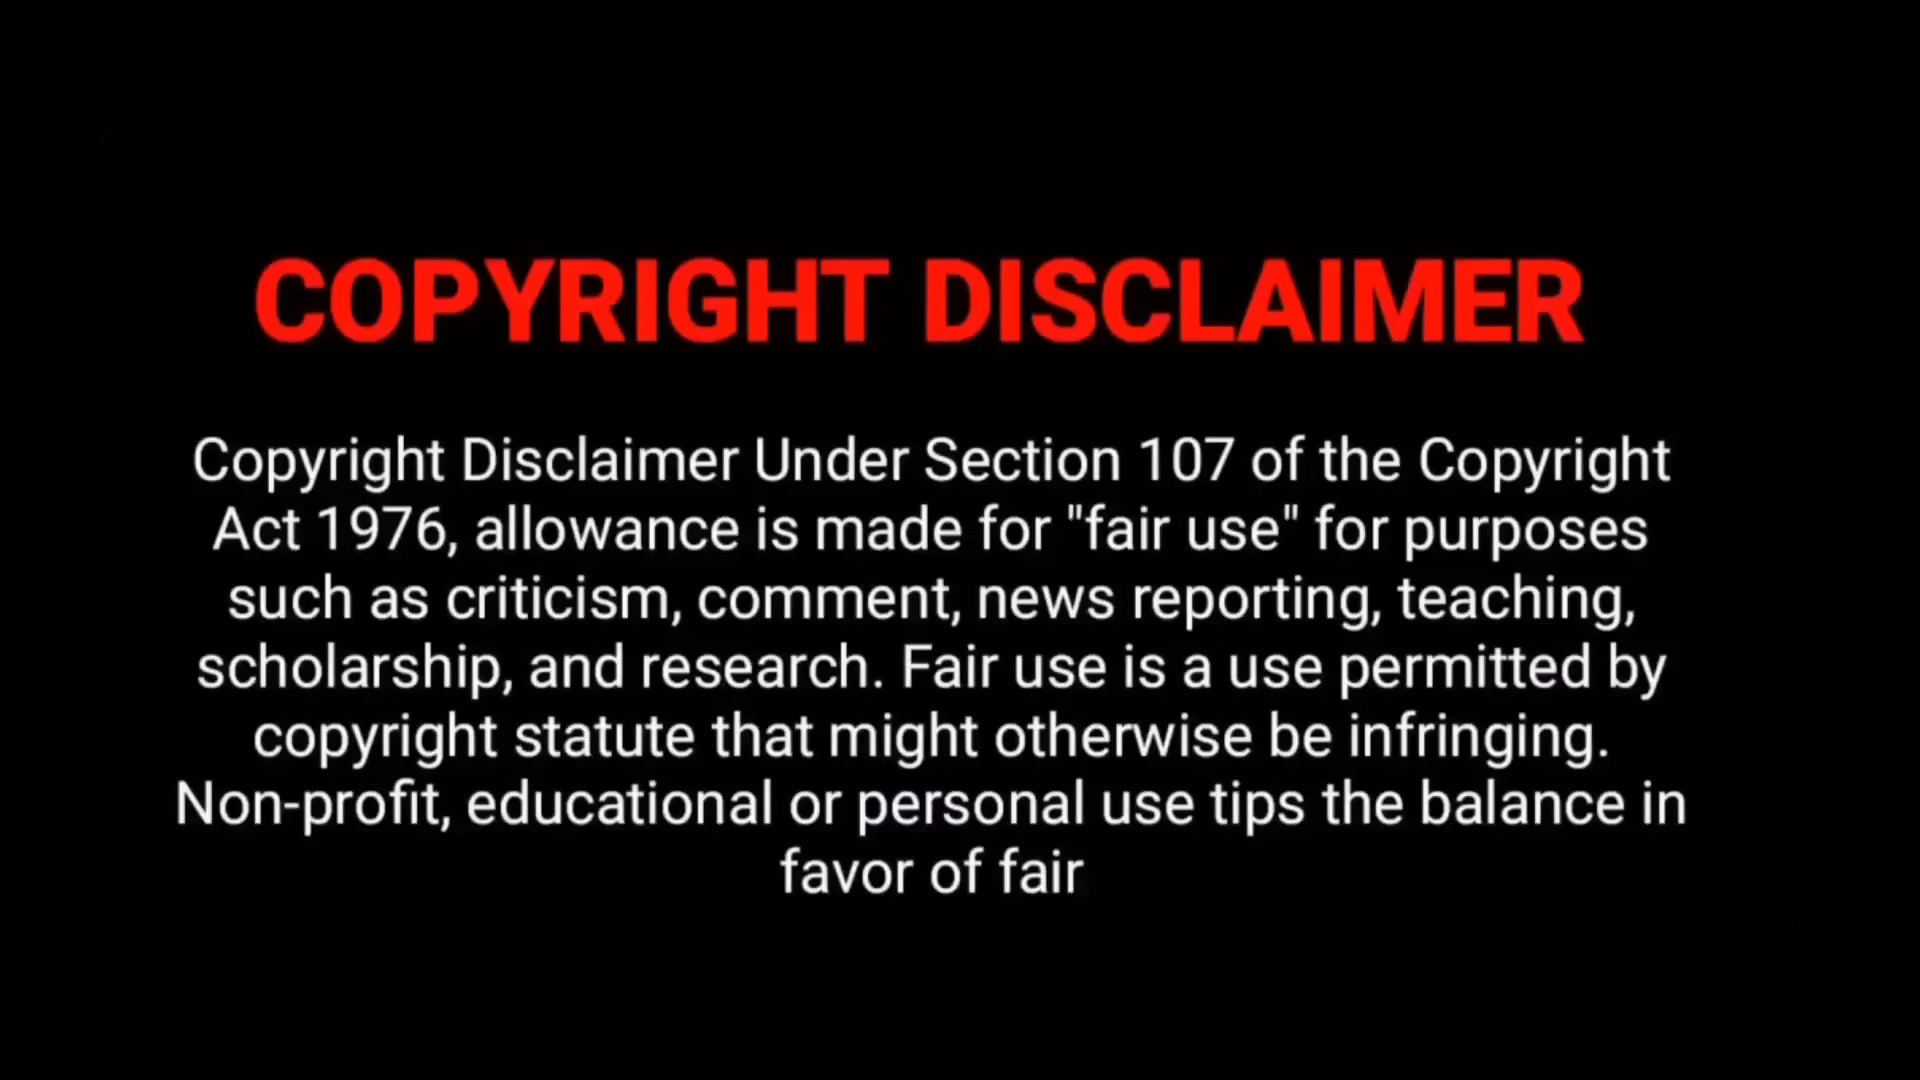 COPYRIGHT DISCLAIMER
Copyright Disclaimer Under Section 107 of the Copyright
Act 1976, allowance is made for "fair use" for purposes
such as criticism, comment, news reporting, teaching,
scholarship, and research. Fair use is a use permitted by
copyright statute that might otherwise be infringing.
Non-profit, educational or personal use tips the balance in
favor of fair